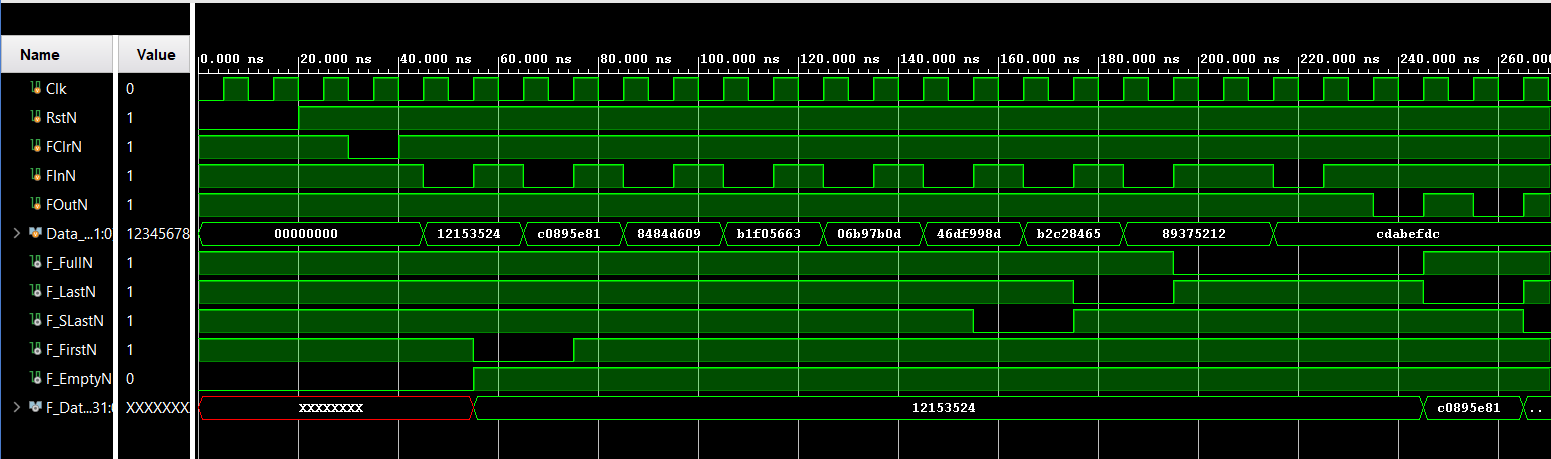 Name Value
0.000 ns 20.000 ns 40.000 ns 60.000 ns 80.000 ns 100.000 ns 120.000 ns 140.000 ns 160.000 ns 180.000 ns 200.000 ns 220.000 ns 240.000 ns 260.000
Clk 0
RstN 1
FClrN 1
FInN 1
FOutN 1
Data_...1:0] 12345678 00000000 12153524 c0895e81 8484d609 b1f05663 06b97b0d 46df998d b2c28465 89375212 cdabefdc
F_FullN 1
F_LastN 1
F_SLastN 1
F_FirstN 1
F_EmptyN 0
F_Dat...31:0 XXXXXXXX XXXXXXXX 12153524 c0895e81 ..